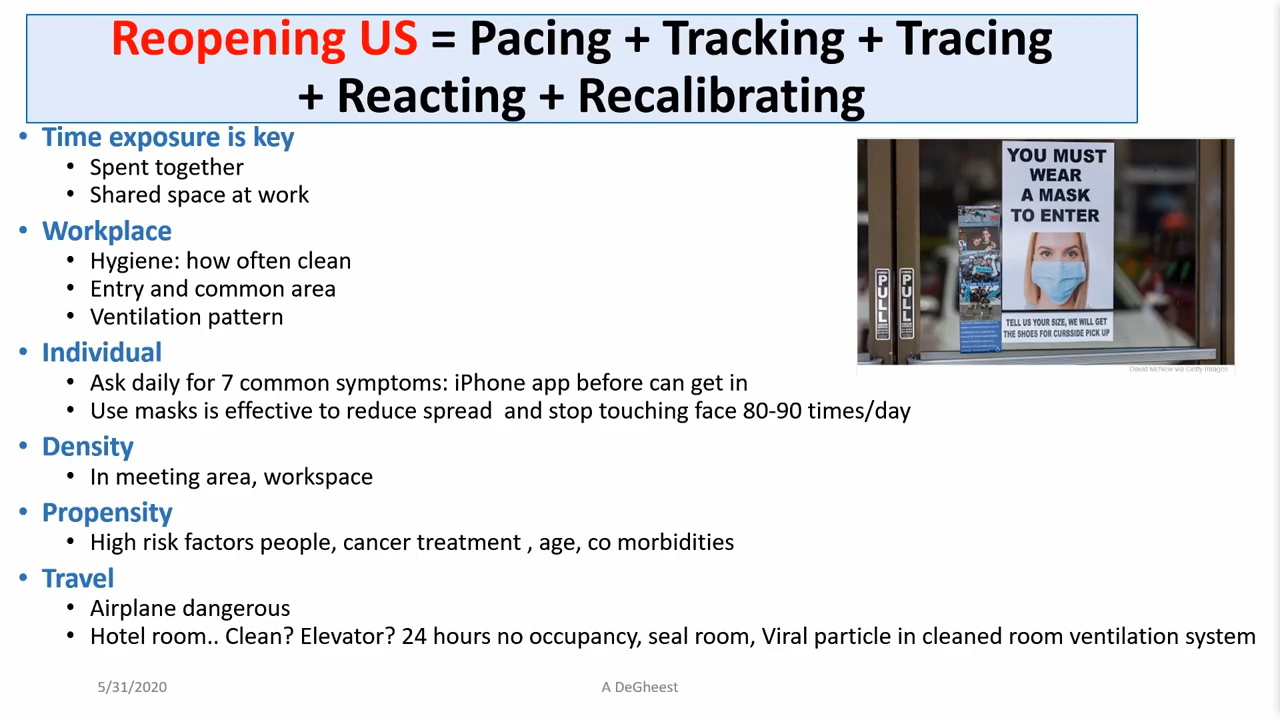 Reopening US = Pacing + Tracking + Tracing
+ Reacting + Recalibrating
• Time exposure is key
• Spent together
• Shared space at work
• Workplace
• Hygiene: how often clean
• Entry and common area
• Ventilation pattern
• Individual
• Ask daily for 7 common symptoms: iPhone app before can get in
• Use masks is effective to reduce spread  and stop touching face 80-90 times/day
• Density
• In meeting area, workspace
• Propensity
• High risk factors people, cancer treatment , age, co morbidities
• Travel
• Airplane dangerous
• Hotel room.. Clean? Elevator? 24 hours no occupancy, seal room, Viral particle in cleaned room ventilation system
YOU MUST
WEAR
A MASK
TO ENTER
PULL
PULL
TELL US YOUR SIZE, WE WILL GET
THE SHOES FOR CURBSIDE PICK UP
David McNew via Getty Images
5/31/2020
A DeGheest